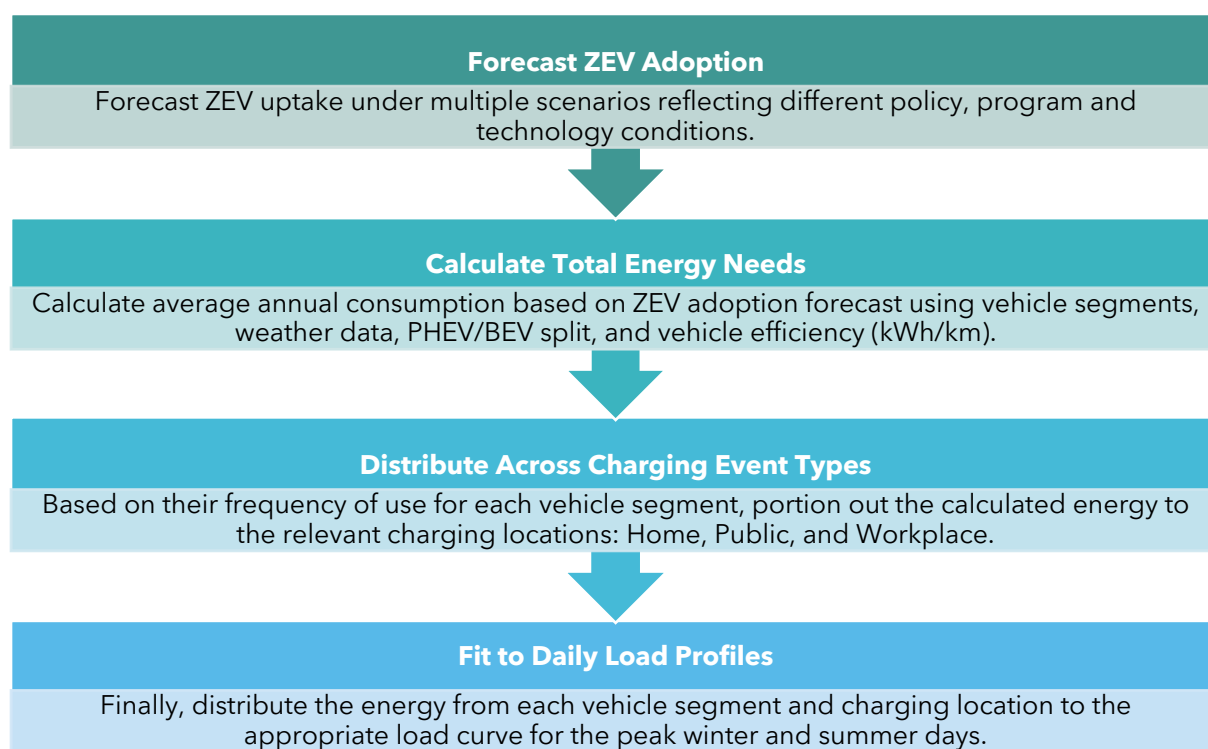 Forecast ZEV Adoption
Forecast ZEV uptake under multiple scenarios reflecting different policy, program and
technology conditions.
Calculate Total Energy Needs
Calculate average annual consumption based on ZEV adoption forecast using vehicle segments,
weather data, PHEV/BEV split, and vehicle efficiency (kWh/km).
Distribute Across Charging Event Types
Based on their frequency of use for each vehicle segment, portion out the calculated energy to
the relevant charging locations: Home, Public, and Workplace.
Fit to Daily Load Profiles
Finally, distribute the energy from each vehicle segment and charging location to the
appropriate load curve for the peak winter and summer days.